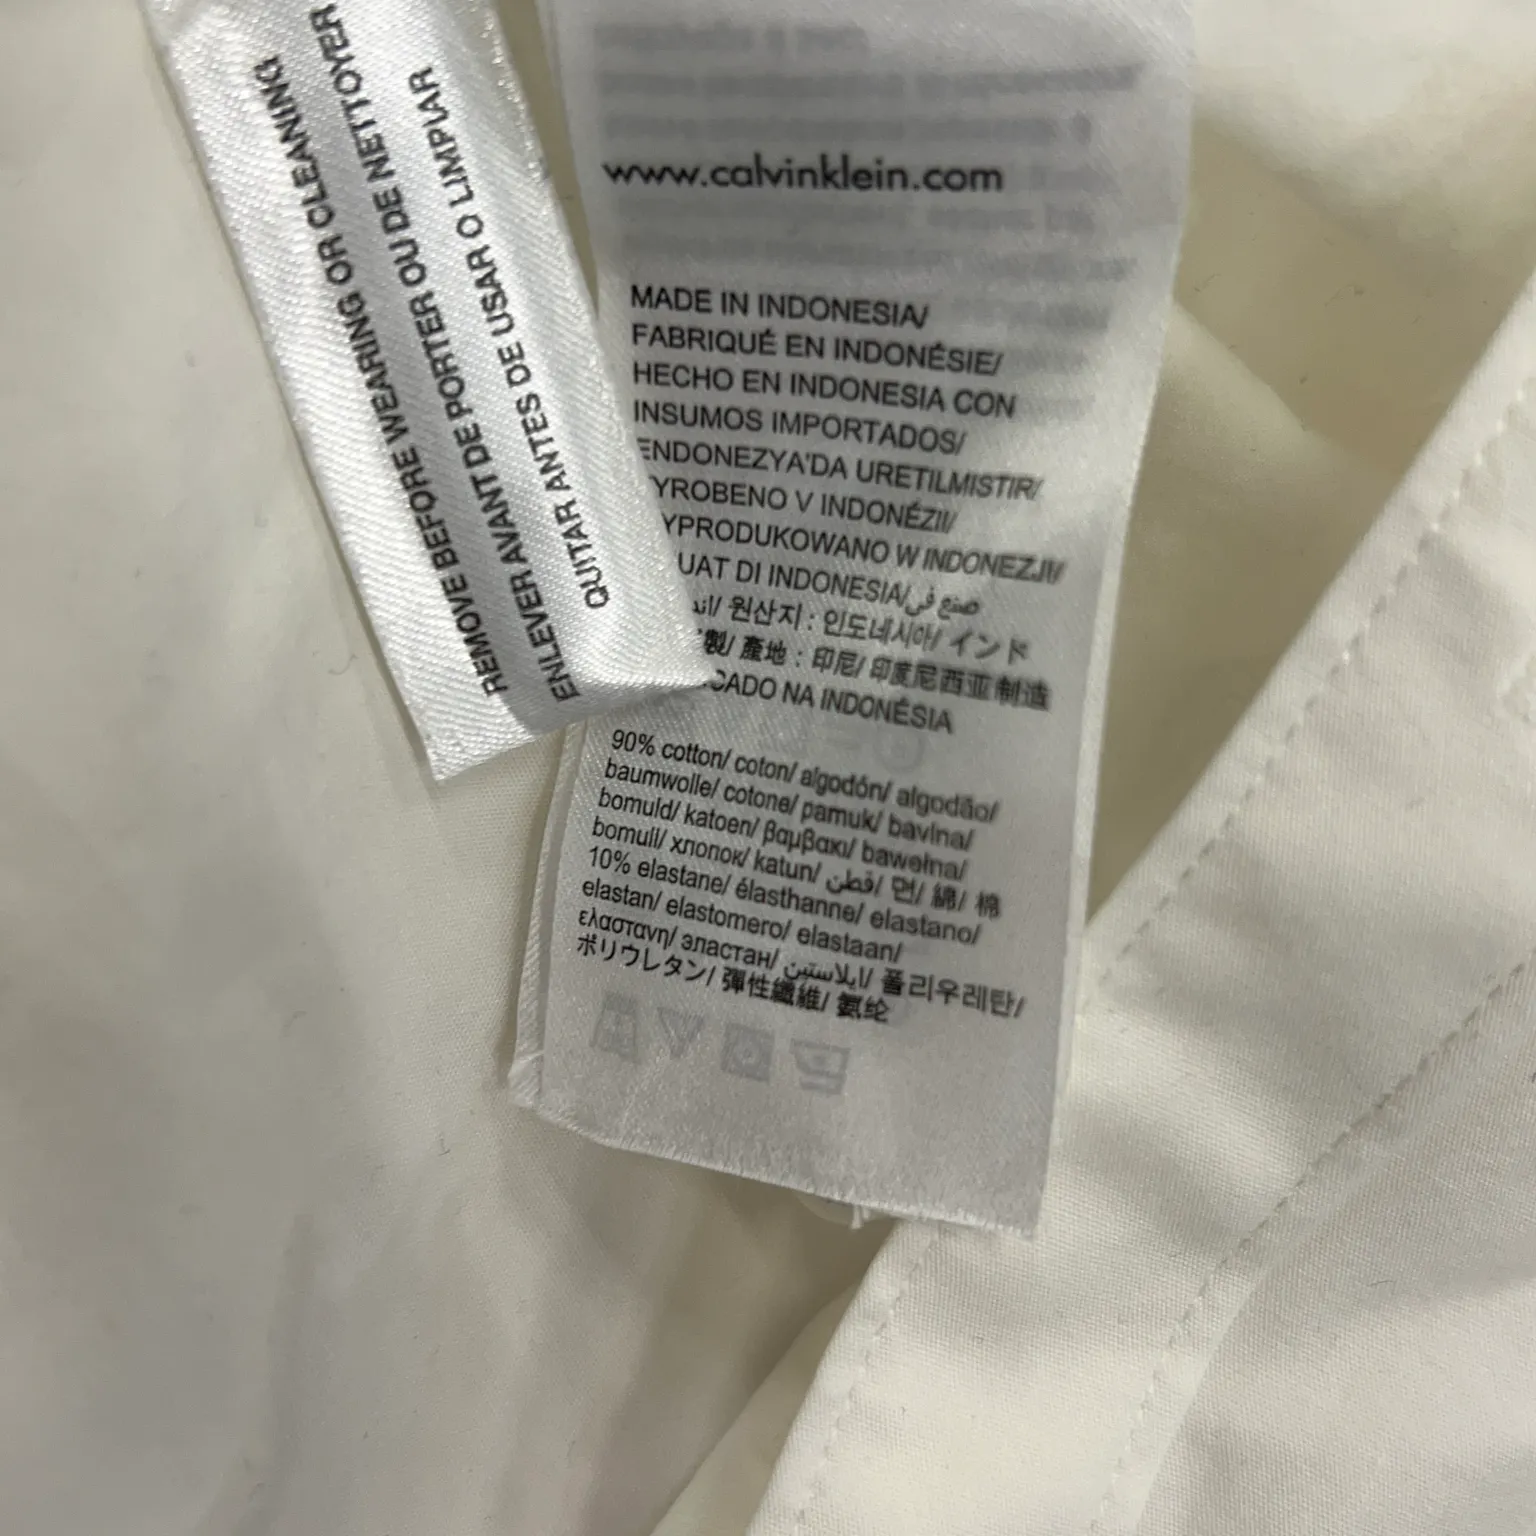 REMOVE BEFORE WEARING OR CLEANING
ENLEVER AVANT DE PORTER OU DE NETTOYER
QUITAR ANTES DE USAR O LIMPIAR
www.calvinklein.com
MADE IN INDONESIA/
FABRIQUÉ EN INDONÉSIE/
HECHO EN INDONESIA CON
INSUMOS IMPORTADOS/
ENDONEZYA'DA URETILMISTIR/
YROBENO V INDONÉZII/
YPRODUKOWANO W INDONEZJI/
UAT DI INDONESIA/ صنع في
/ 원산지 : 인도네시아/ インド
製/ 產地 : 印尼/ 印度尼西亚制造
CADO NA INDONÉSIA
90% cotton/ coton/ algodón/ algodão/
baumwolle/ cotone/ pamuk/ bavlna/
bomuld/ katoen/ βαμβακι/ bawełna/
bomull/ хлопок/ katun/ قطن/ 면/ 綿/ 棉
10% elastane/ élasthanne/ elastano/
elastan/ elastomero/ elastaan/
ελαστανη/ эластан/ ايلاستين/ 폴리우레탄/
ポリウレタン/ 彈性纖維/ 氨纶